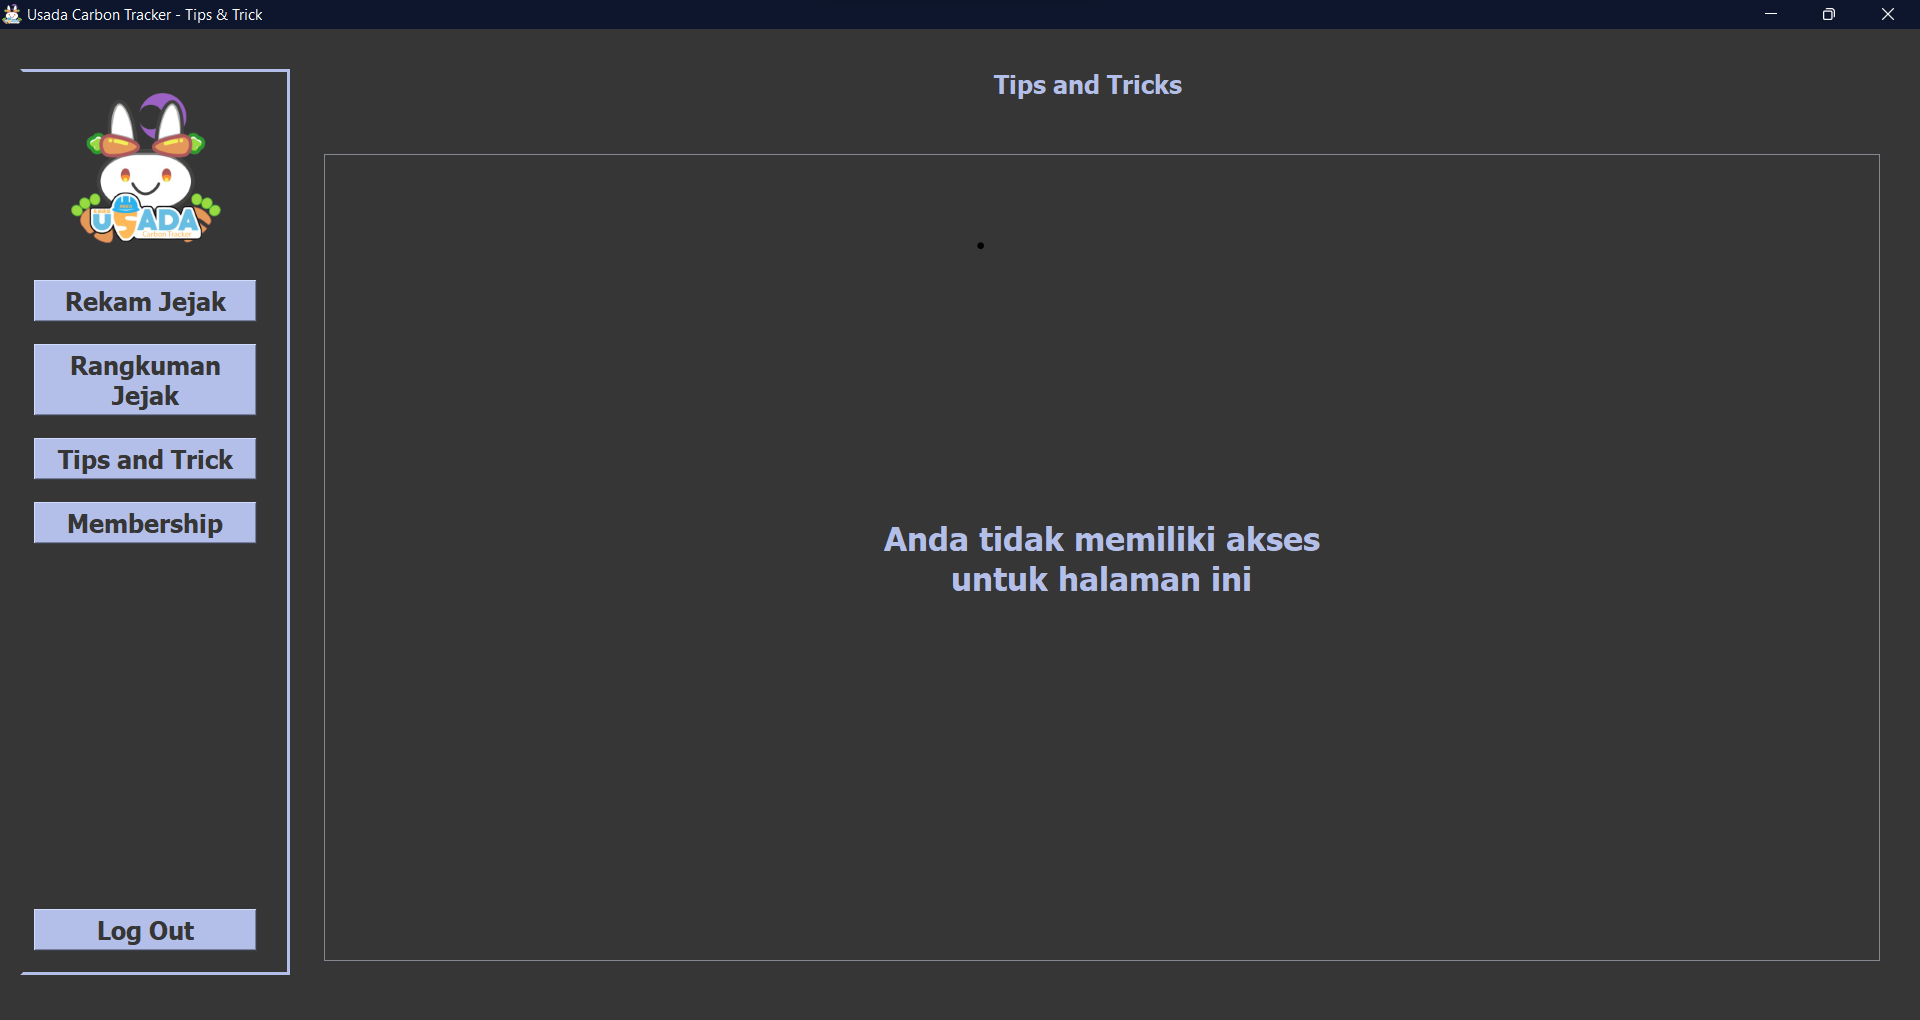 Usada Carbon Tracker - Tips & Trick
Tips and Tricks
USADA
Carbon Tracker
Rekam Jejak
Rangkuman
Jejak
Tips and Trick
Membership
Log Out
Anda tidak memiliki akses
untuk halaman ini